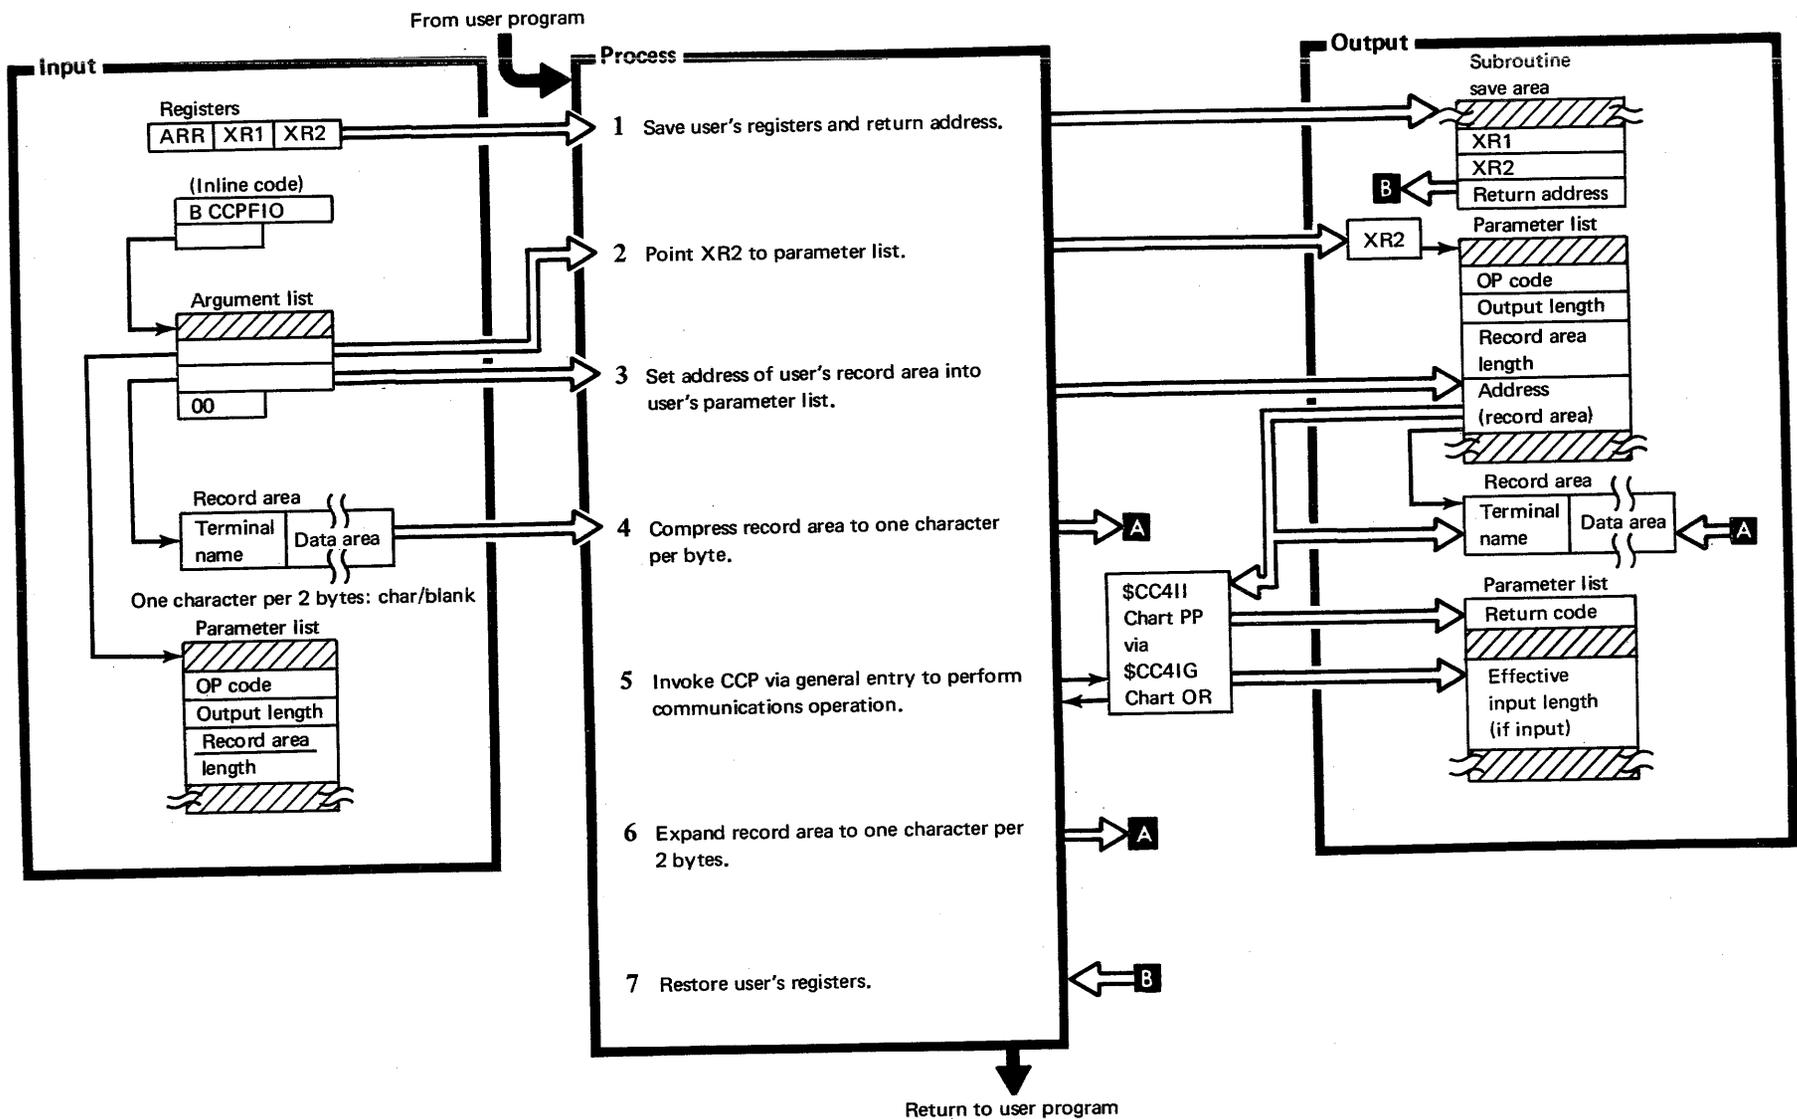 From user program
Input
Registers
ARR XR1 XR2
(Inline code)
B CCPFIO
Argument list
00
Record area
Terminal
name
Data area
One character per 2 bytes: char/blank
Parameter list
OP code
Output length
Record area
length
Process
1 Save user's registers and return address.
2 Point XR2 to parameter list.
3 Set address of user's record area into
user's parameter list.
4 Compress record area to one character
per byte.
5 Invoke CCP via general entry to perform
communications operation.
6 Expand record area to one character per
2 bytes.
7 Restore user's registers.
Return to user program
A
$CC4II
Chart PP
via
$CC4IG
Chart OR
A
B
Output
Subroutine
save area
XR1
XR2
B
Return address
Parameter list
XR2
OP code
Output length
Record area
length
Address
(record area)
Record area
Terminal
name
Data area
A
Parameter list
Return code
Effective
input length
(if input)